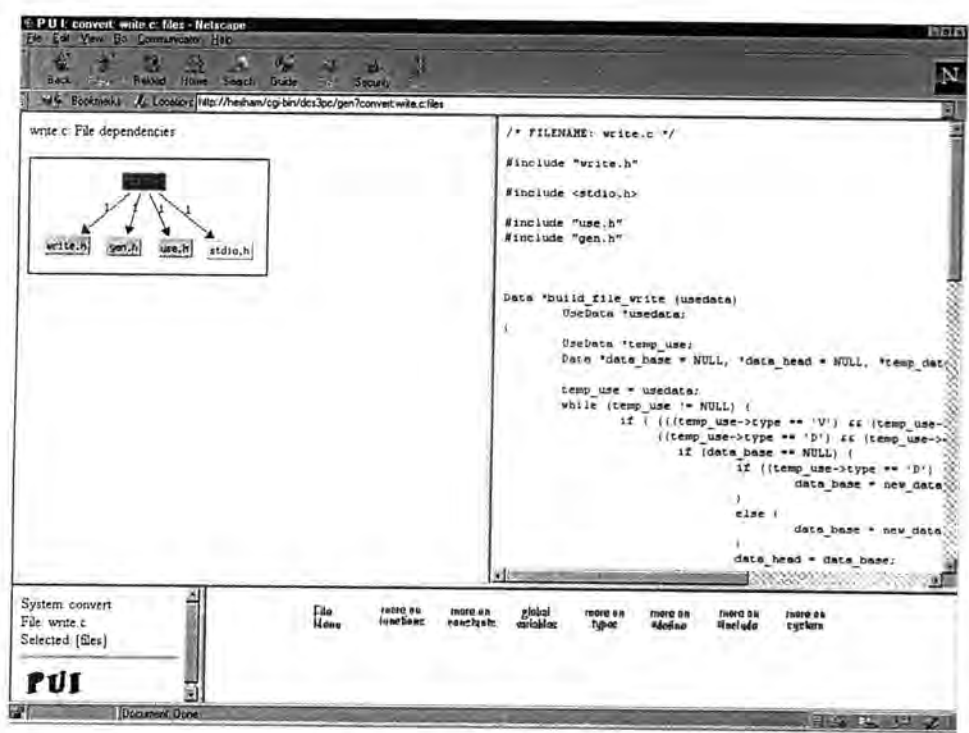 P U I: convert: write.c: files - Netscape
File Edit View Go Communicator Help
Back Reload Home Search Guide Security
N
Bookmarks Location: http://hesham/cgi-bin/dcs3pc/gen?convert:write.c:files
write.c: File dependencies
1 1 1 1
write.h gen.h use.h stdio.h
/* FILENAME: write.c */
#include "write.h"
#include <stdio.h>
#include "use.h"
#include "gen.h"
Data *build_file_write (usedata)
UseData *usedata;
{
UseData *temp_use;
Data *data_base = NULL, *data_head = NULL, *temp_dat
temp_use = usedata;
while (temp_use != NULL) {
if ( (((temp_use->type == 'V') && (temp_use-
((temp_use->type == 'D') && (temp_use->
if (data_base == NULL) {
if ((temp_use->type == 'D')
data_base = new_data
}
else {
data_base = new_data
}
data_head = data_base;
System: convert
File: write.c
Selected: [files]
PUI
File Menu
more on functions
more on constants
global variables
more on types
more on #define
more on #include
more on system
Document: Done